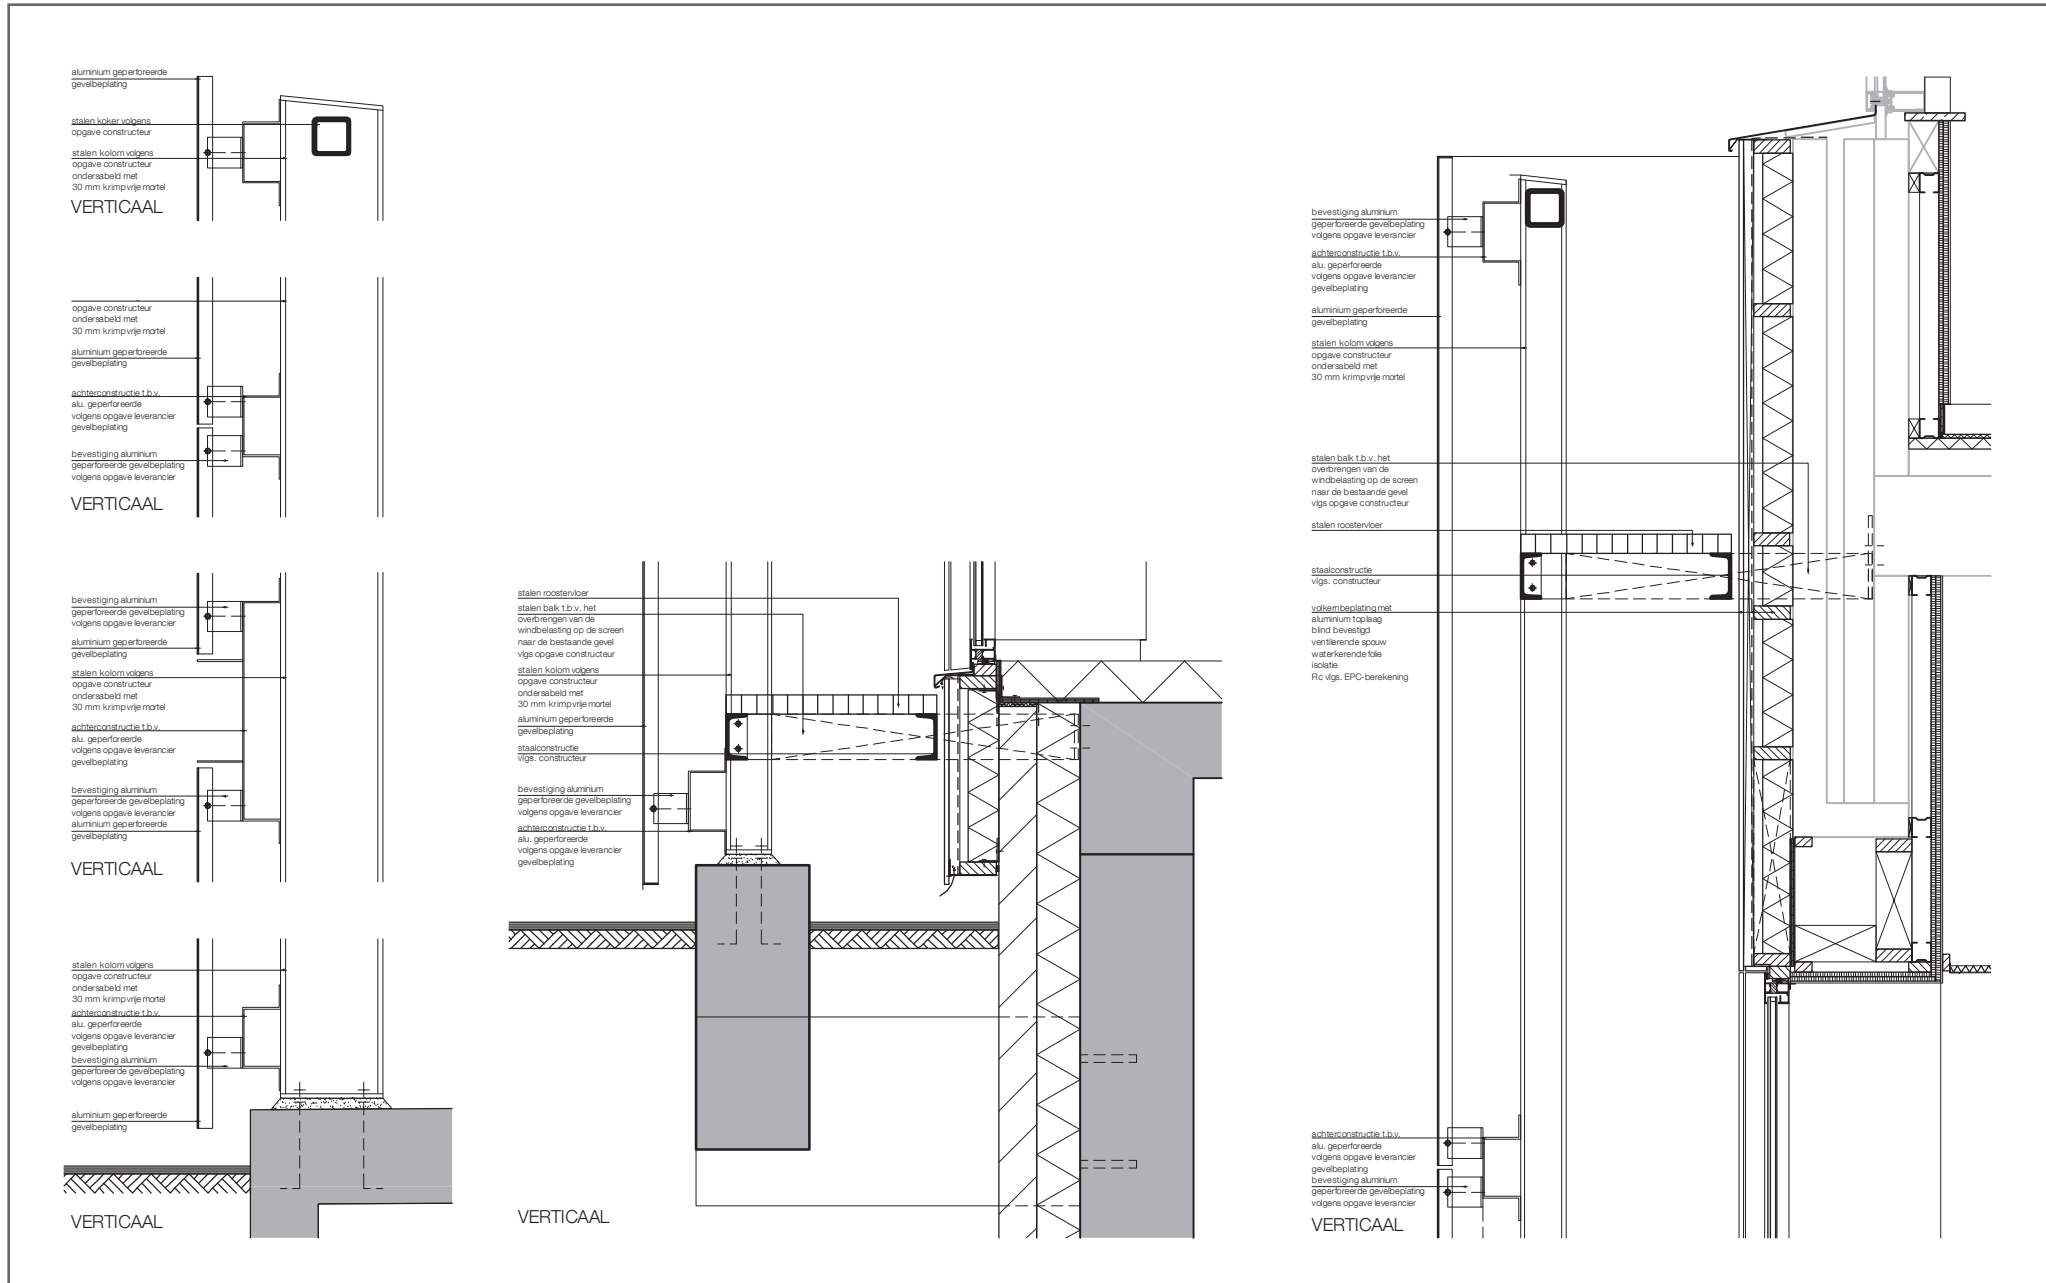 aluminium geperforeerde
gevelbeplating
stalen koker volgens
opgave constructeur
stalen kolom volgens
opgave constructeur
ondersabeld met
30 mm krimpvrije mortel
VERTICAAL
opgave constructeur
ondersabeld met
30 mm krimpvrije mortel
aluminium geperforeerde
gevelbeplating
achterconstructie t.b.v.
alu. geperforeerde
volgens opgave leverancier
gevelbeplating
bevestiging aluminium
geperforeerde gevelbeplating
volgens opgave leverancier
VERTICAAL
bevestiging aluminium
geperforeerde gevelbeplating
volgens opgave leverancier
aluminium geperforeerde
gevelbeplating
stalen kolom volgens
opgave constructeur
ondersabeld met
30 mm krimpvrije mortel
achterconstructie t.b.v.
alu. geperforeerde
volgens opgave leverancier
gevelbeplating
bevestiging aluminium
geperforeerde gevelbeplating
volgens opgave leverancier
aluminium geperforeerde
gevelbeplating
VERTICAAL
stalen kolom volgens
opgave constructeur
ondersabeld met
30 mm krimpvrije mortel
achterconstructie t.b.v.
alu. geperforeerde
volgens opgave leverancier
gevelbeplating
bevestiging aluminium
geperforeerde gevelbeplating
volgens opgave leverancier
aluminium geperforeerde
gevelbeplating
VERTICAAL
stalen roostervloer
stalen balk t.b.v. het
overbrengen van de
windbelasting op de screen
naar de bestaande gevel
vlgs opgave constructeur
stalen kolom volgens
opgave constructeur
ondersabeld met
30 mm krimpvrije mortel
aluminium geperforeerde
gevelbeplating
staalconstructie
vlgs. constructeur
bevestiging aluminium
geperforeerde gevelbeplating
volgens opgave leverancier
achterconstructie t.b.v.
alu. geperforeerde
volgens opgave leverancier
gevelbeplating
VERTICAAL
bevestiging aluminium
geperforeerde gevelbeplating
volgens opgave leverancier
achterconstructie t.b.v.
alu. geperforeerde
volgens opgave leverancier
gevelbeplating
aluminium geperforeerde
gevelbeplating
stalen kolom volgens
opgave constructeur
ondersabeld met
30 mm krimpvrije mortel
stalen balk t.b.v. het
overbrengen van de
windbelasting op de screen
naar de bestaande gevel
vlgs opgave constructeur
stalen roostervloer
staalconstructie
vlgs. constructeur
volkernbeplating met
aluminium toplaag
blind bevestigd
ventilerende spouw
waterkerende folie
isolatie
Rc vlgs. EPC-berekening
achterconstructie t.b.v.
alu. geperforeerde
volgens opgave leverancier
gevelbeplating
bevestiging aluminium
geperforeerde gevelbeplating
volgens opgave leverancier
VERTICAAL